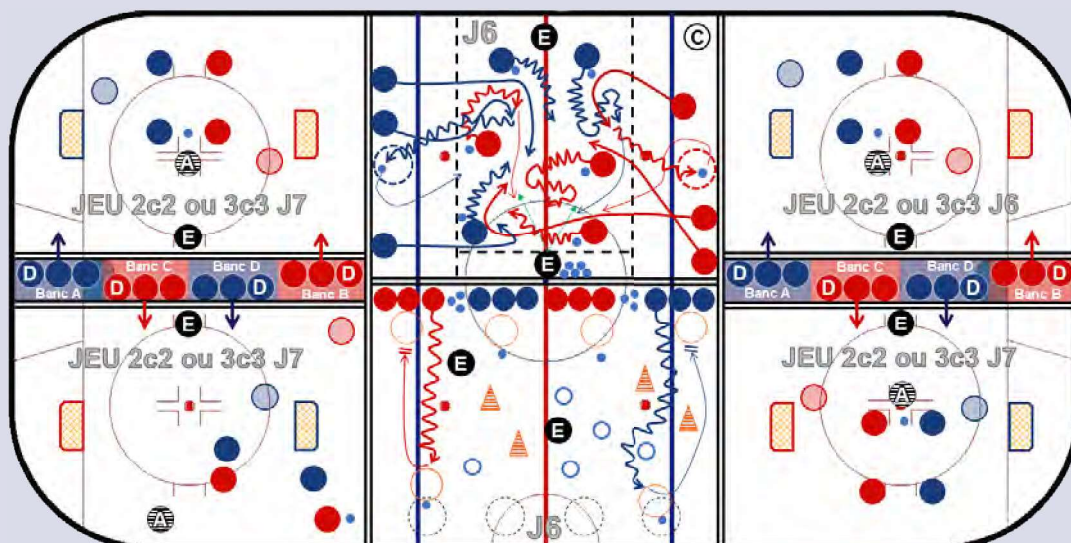 J6
E
C
A
A
JEU 2c2 ou 3c3 J7
JEU 2c2 ou 3c3 J6
E
E
E
D
Banc A
Banc C
D
Banc D
D
Banc B
D
D
Banc A
Banc C
D
Banc D
D
Banc B
D
E
E
JEU 2c2 ou 3c3 J7
JEU 2c2 ou 3c3 J7
E
A
E
A
J6